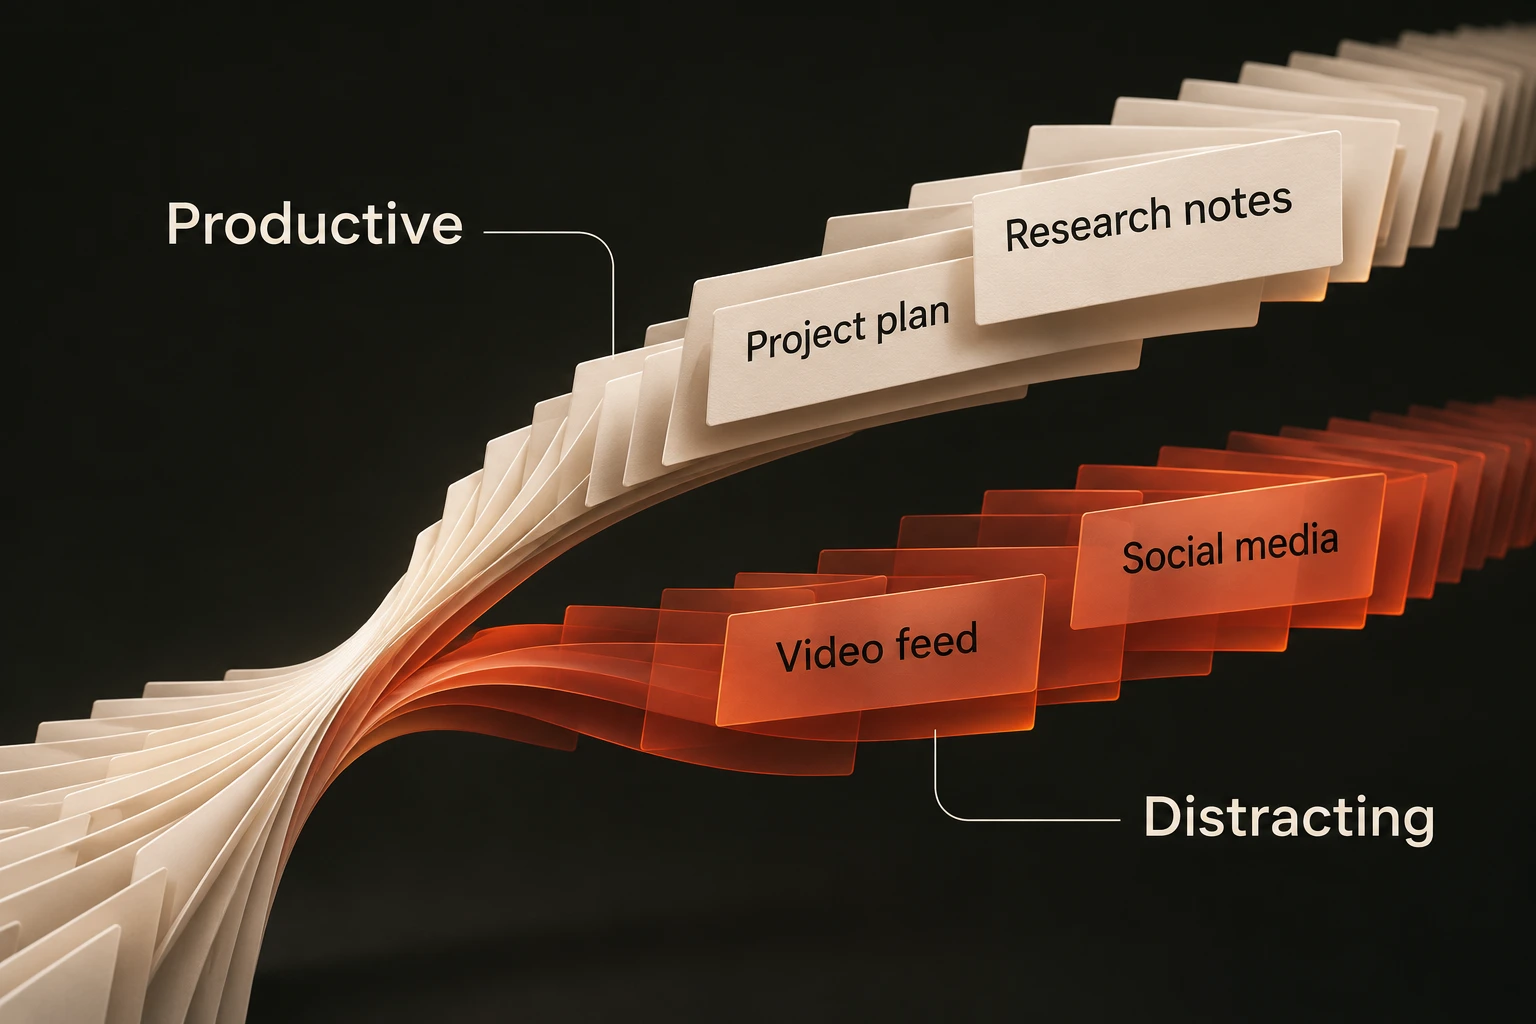 Productive
Research notes
Project plan
Social media
Video feed
Distracting